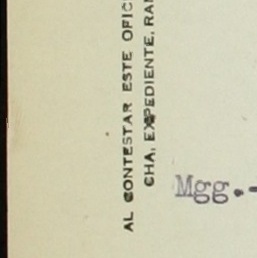 AL CONTESTAR ESTE OFIC
CHA, EXPEDIENTE, RA
Mgg.-